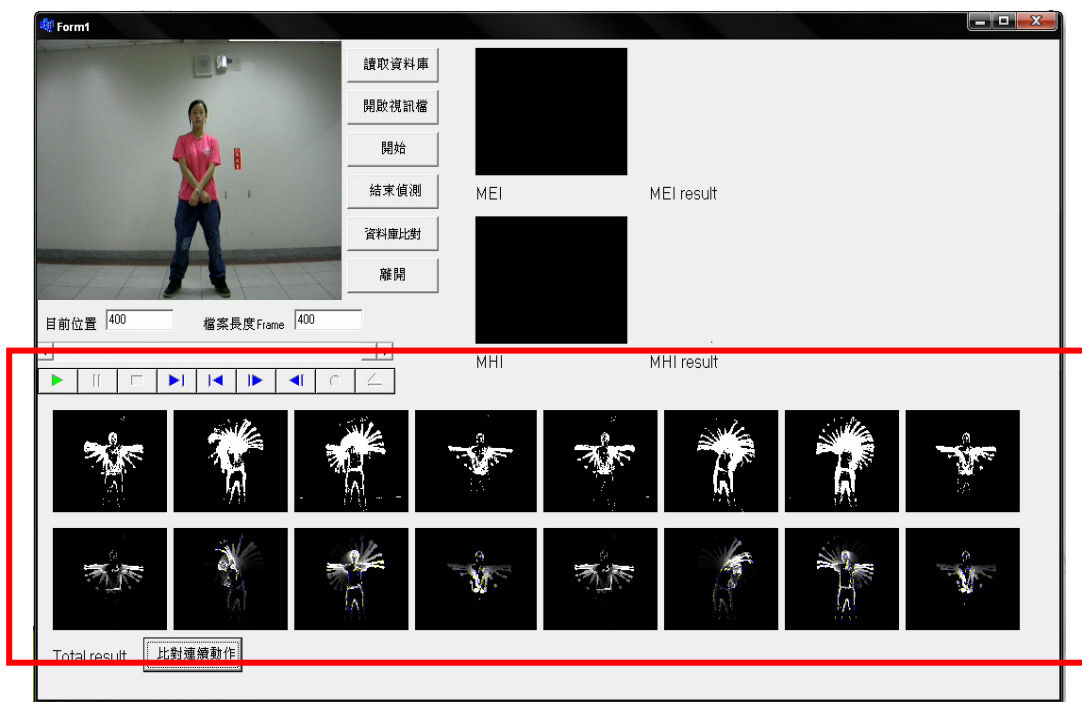 Form1
讀取資料庫
開啟視訊檔
開始
結束偵測
資料庫比對
離開
MEI
MEI result
目前位置 400
檔案長度Frame 400
MHI
MHI result
Total result
比對連續動作